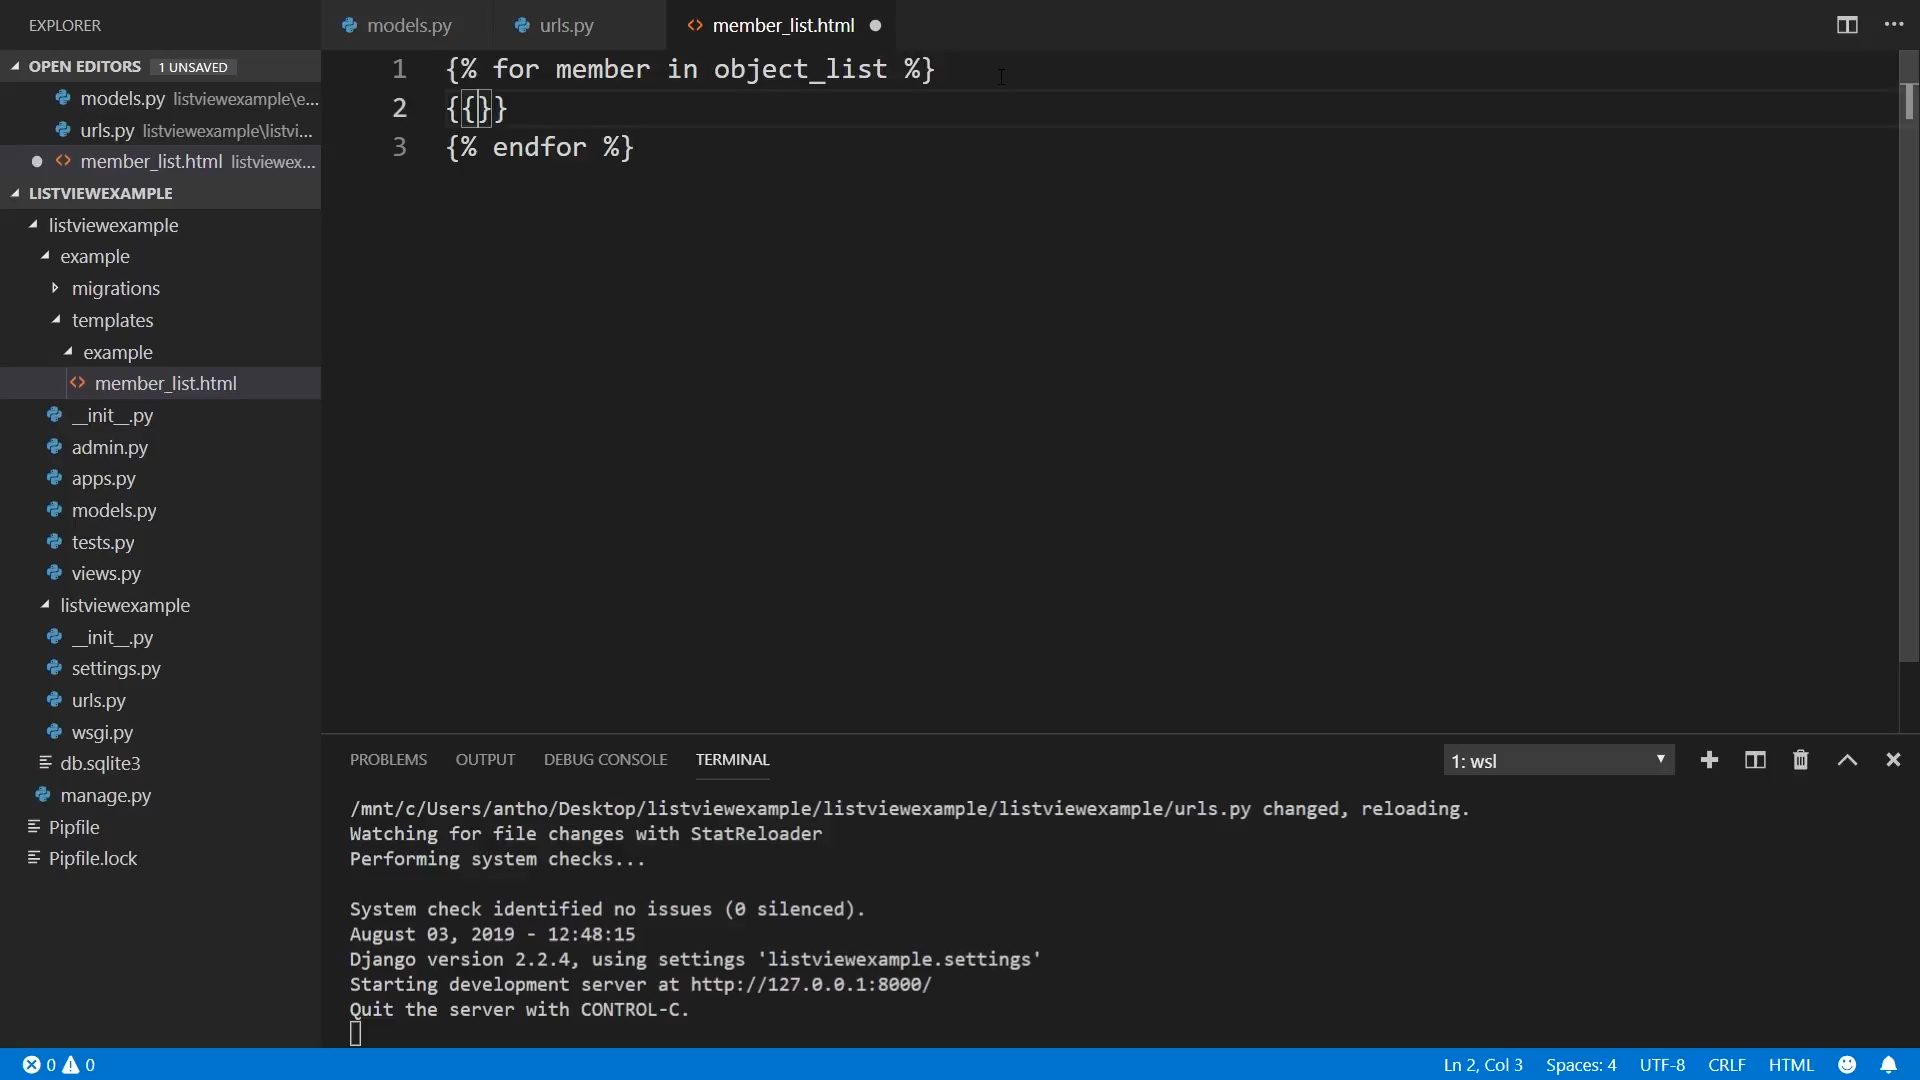 EXPLORER
OPEN EDITORS 1 UNSAVED
models.py listviewexample\e...
urls.py listviewexample\listvi...
member_list.html listviewex...
LISTVIEWEXAMPLE
listviewexample
example
migrations
templates
example
member_list.html
__init__.py
admin.py
apps.py
models.py
tests.py
views.py
listviewexample
__init__.py
settings.py
urls.py
wsgi.py
db.sqlite3
manage.py
Pipfile
Pipfile.lock
models.py urls.py member_list.html
1 {% for member in object_list %}
2 {{}}
3 {% endfor %}
PROBLEMS OUTPUT DEBUG CONSOLE TERMINAL 1: wsl
/mnt/c/Users/antho/Desktop/listviewexample/listviewexample/listviewexample/urls.py changed, reloading.
Watching for file changes with StatReloader
Performing system checks...
System check identified no issues (0 silenced).
August 03, 2019 - 12:48:15
Django version 2.2.4, using settings 'listviewexample.settings'
Starting development server at http://127.0.0.1:8000/
Quit the server with CONTROL-C.
0 0 Ln 2, Col 3 Spaces: 4 UTF-8 CRLF HTML